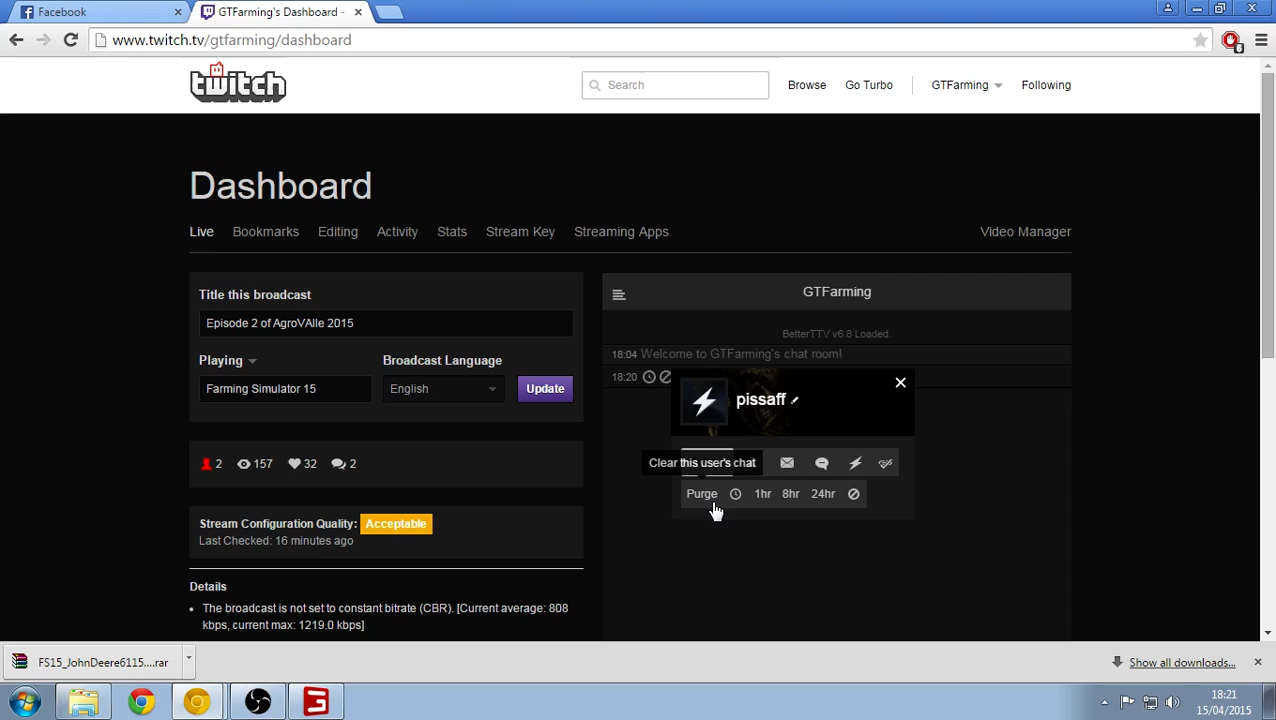 Facebook
GTFarming's Dashboard -
www.twitch.tv/gtfarming/dashboard
6
twitch
Search
Browse
Go Turbo
GTFarming
Following
Dashboard
Live
Bookmarks
Editing
Activity
Stats
Stream Key
Streaming Apps
Video Manager
Title this broadcast
Episode 2 of AgroVAlle 2015
Playing
Broadcast Language
Farming Simulator 15
English
Update
2
157
32
2
Stream Configuration Quality: Acceptable
Last Checked: 16 minutes ago
Details
The broadcast is not set to constant bitrate (CBR). [Current average: 808
kbps, current max: 1219.0 kbps]
GTFarming
BetterTTV v6.8 Loaded.
18:04 Welcome to GTFarming's chat room!
18:20
pissaff
Clear this user's chat
Purge
1hr
8hr
24hr
FS15_JohnDeere6115....rar
Show all downloads...
18:21
15/04/2015